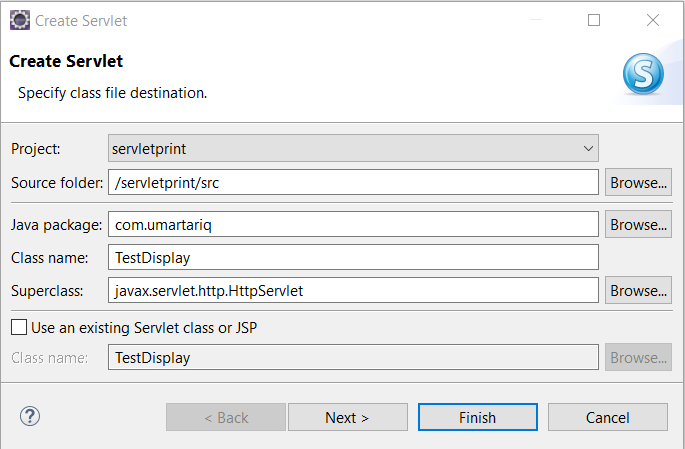 Create Servlet
Create Servlet
Specify class file destination.
S
Project: servletprint
Source folder: /servletprint/src Browse...
Java package: com.umartariq Browse...
Class name: TestDisplay
Superclass: javax.servlet.http.HttpServlet Browse...
Use an existing Servlet class or JSP
Class name: TestDisplay Browse...
? < Back Next > Finish Cancel